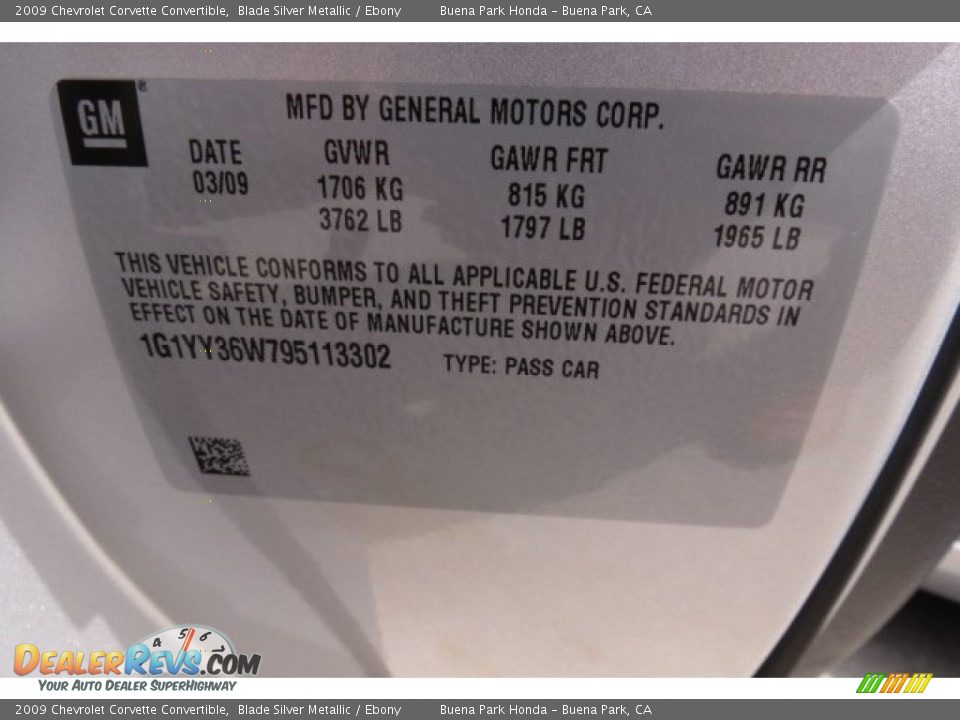 2009 Chevrolet Corvette Convertible, Blade Silver Metallic / Ebony Buena Park Honda - Buena Park, CA
GM®
MFD BY GENERAL MOTORS CORP.
DATE GVWR GAWR FRT GAWR RR
03/09 1706 KG 815 KG 891 KG
3762 LB 1797 LB 1965 LB
THIS VEHICLE CONFORMS TO ALL APPLICABLE U.S. FEDERAL MOTOR
VEHICLE SAFETY, BUMPER, AND THEFT PREVENTION STANDARDS IN
EFFECT ON THE DATE OF MANUFACTURE SHOWN ABOVE.
1G1YY36W795113302 TYPE: PASS CAR
4 5 6 7
DealerRevs.com
Your Auto Dealer SuperHighway
2009 Chevrolet Corvette Convertible, Blade Silver Metallic / Ebony Buena Park Honda - Buena Park, CA